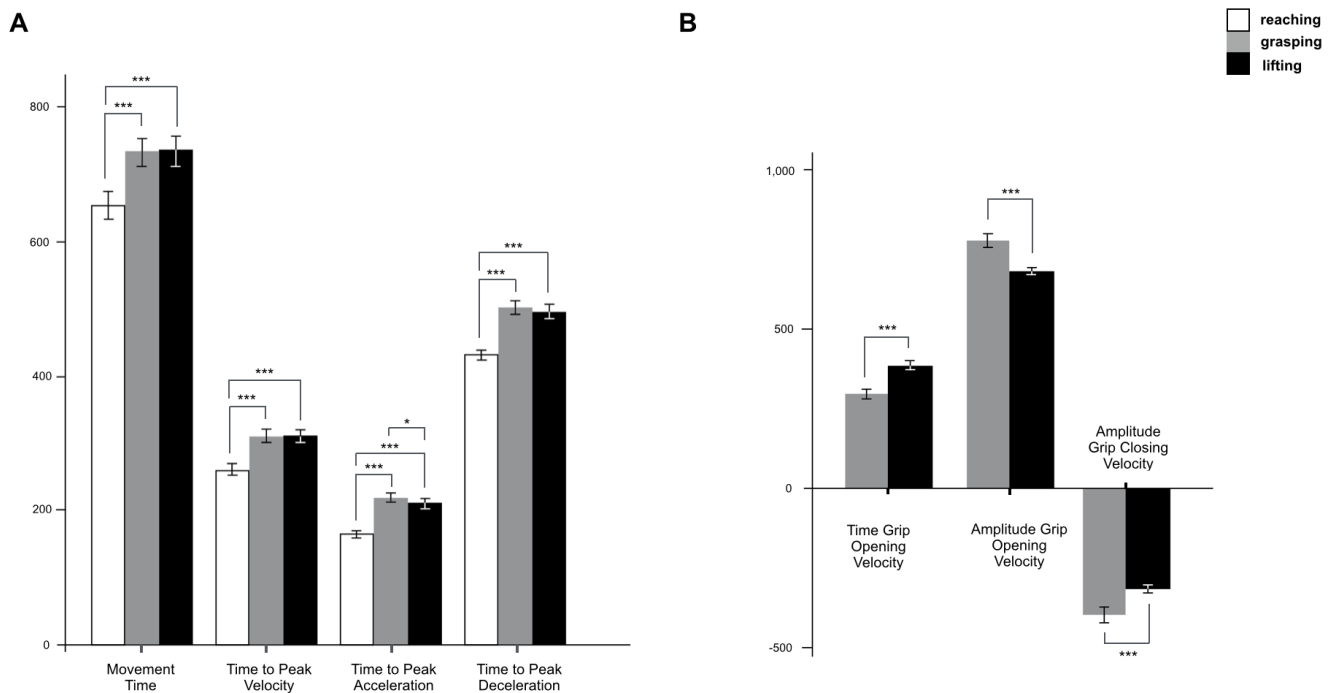 A
B
reaching
grasping
lifting
800
600
400
200
0
***
***
***
***
*
***
***
***
***
Movement
Time
Time to Peak
Velocity
Time to Peak
Acceleration
Time to Peak
Deceleration
1,000
500
0
-500
***
***
***
Time Grip
Opening
Velocity
Amplitude Grip
Opening
Velocity
Amplitude
Grip Closing
Velocity